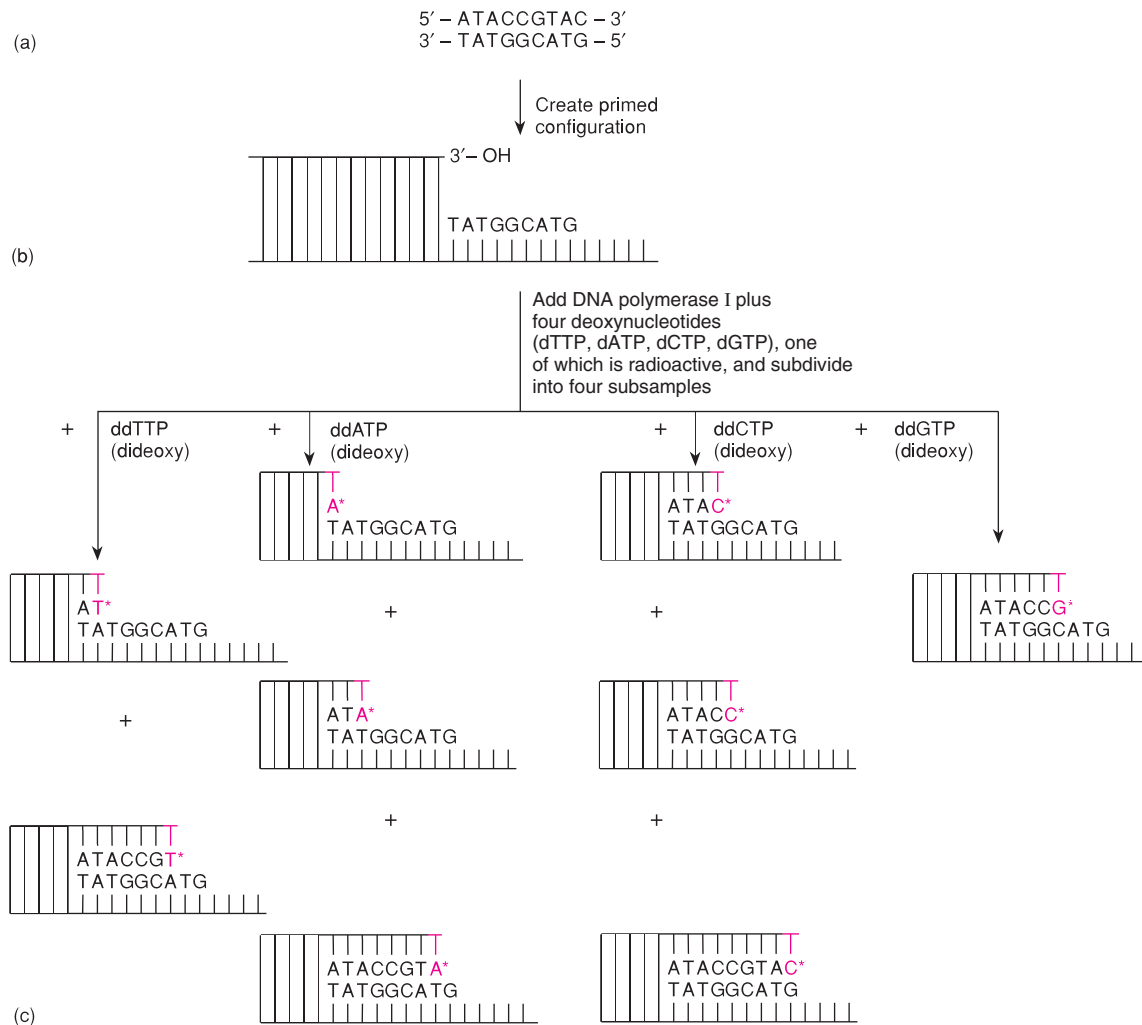 (a)
5′ – ATACCGTAC – 3′
3′ – TATGGCATG – 5′
Create primed
configuration
3′ – OH
TATGGCATG
(b)
Add DNA polymerase I plus
four deoxynucleotides
(dTTP, dATP, dCTP, dGTP), one
of which is radioactive, and subdivide
into four subsamples
+ ddTTP
(dideoxy)
+ ddATP
(dideoxy)
+ ddCTP
(dideoxy)
+ ddGTP
(dideoxy)
A*
TATGGCATG
ATAC*
TATGGCATG
AT*
TATGGCATG
+
+
ATACCG*
TATGGCATG
+
ATA*
TATGGCATG
ATACC*
TATGGCATG
+
+
ATACCGT*
TATGGCATG
ATACCGTA*
TATGGCATG
ATACCGTAC*
TATGGCATG
(c)